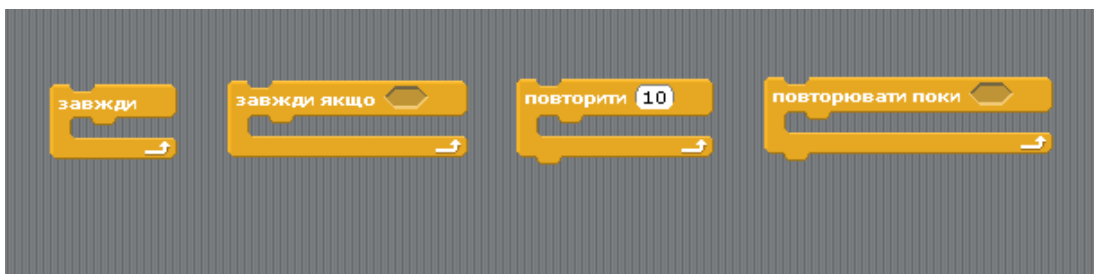 завжди
завжди якщо
повторити 10
повторювати поки